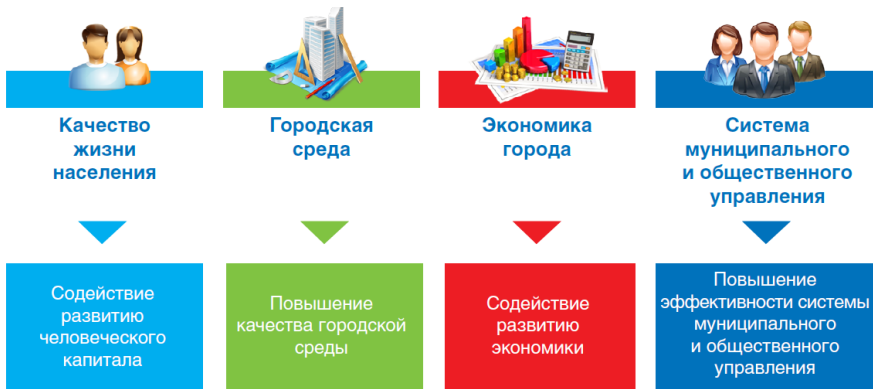 Качество
жизни
населения
Городская
среда
Экономика
города
Система
муниципального
и общественного
управления
Содействие
развитию
человеческого
капитала
Повышение
качества городской
среды
Содействие
развитию
экономики
Повышение
эффективности системы
муниципального
и общественного
управления